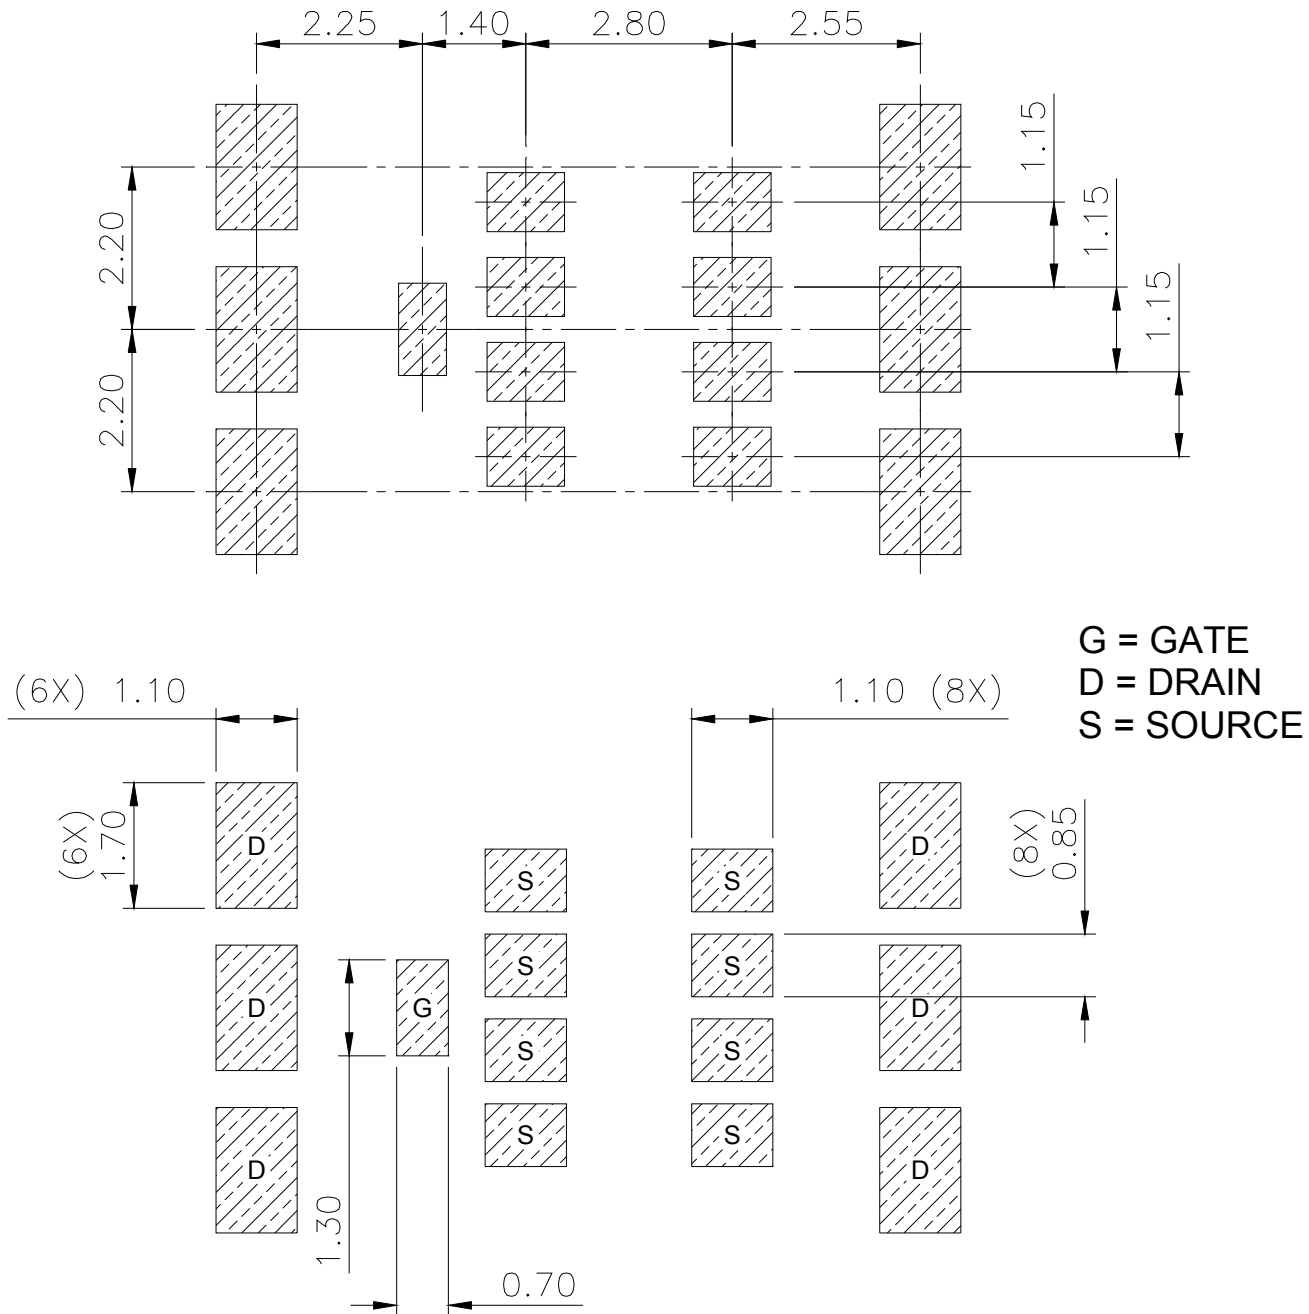 2.25 1.40 2.80 2.55
1.15
1.15
1.15
2.20
2.20
G = GATE
D = DRAIN
S = SOURCE
(6X) 1.10
1.10 (8X)
(6X)
1.70
(8X)
0.85
D
D
S
S
S
S
D
G
D
S
S
S
S
D
D
1.30
0.70